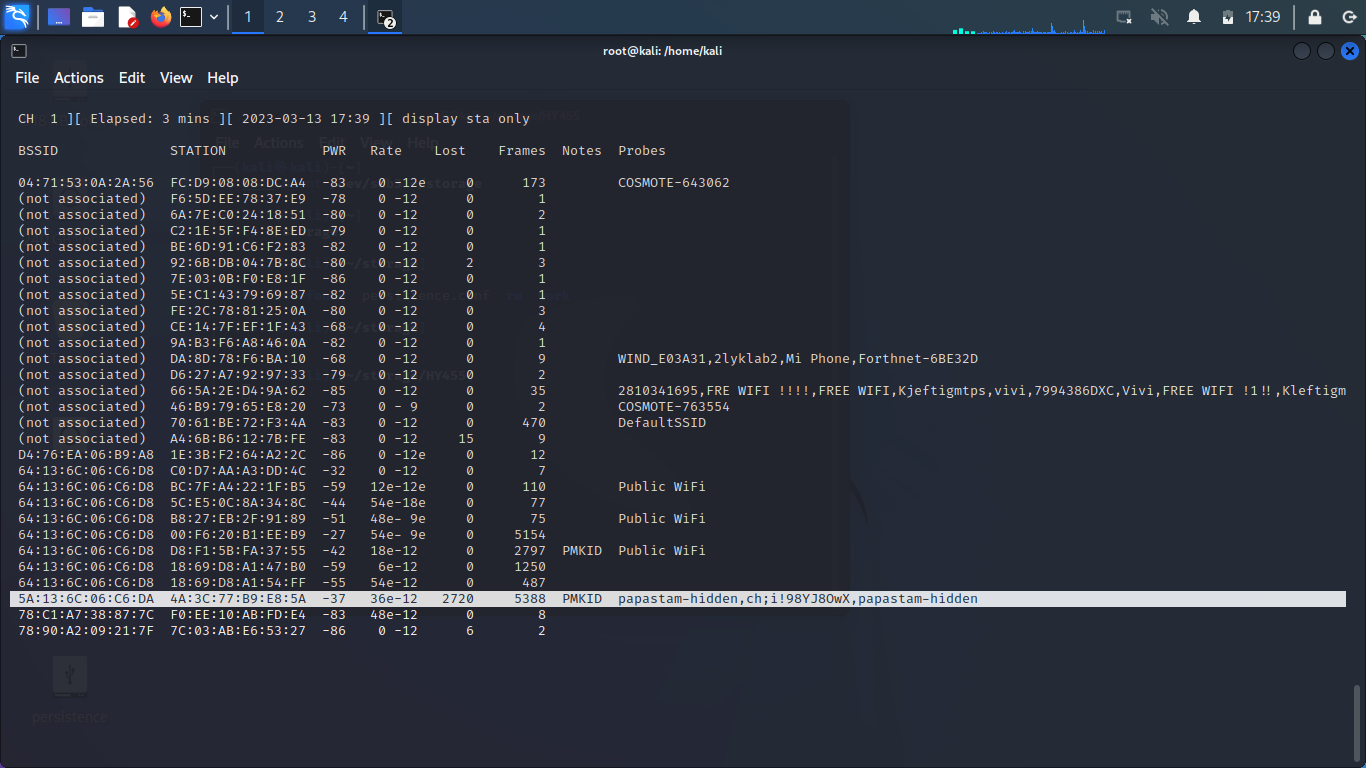 1 2 3 4 2 17:39
root@kali: /home/kali
File Actions Edit View Help
CH 1 ][ Elapsed: 3 mins ][ 2023-03-13 17:39 ][ display sta only
BSSID STATION PWR Rate Lost Frames Notes Probes
04:71:53:0A:2A:56 FC:D9:08:08:DC:A4 -83 0 -12e 0 173 COSMOTE-643062
(not associated) F6:5D:EE:78:37:E9 -78 0 -12 0 1
(not associated) 6A:7E:C0:24:18:51 -80 0 -12 0 2
(not associated) C2:1E:5F:F4:8E:ED -79 0 -12 0 1
(not associated) BE:6D:91:C6:F2:83 -82 0 -12 0 1
(not associated) 92:6B:DB:04:7B:8C -80 0 -12 2 3
(not associated) 7E:03:0B:F0:E8:1F -86 0 -12 0 1
(not associated) 5E:C1:43:79:69:87 -82 0 -12 0 1
(not associated) FE:2C:78:81:25:0A -80 0 -12 0 3
(not associated) CE:14:7F:EF:1F:43 -68 0 -12 0 4
(not associated) 9A:B3:F6:A8:46:0A -82 0 -12 0 1
(not associated) DA:8D:78:F6:BA:10 -68 0 -12 0 9 WIND_E03A31,2lyklab2,Mi Phone,Forthnet-6BE32D
(not associated) D6:27:A7:92:97:33 -79 0 -12 0 2
(not associated) 66:5A:2E:D4:9A:62 -85 0 -12 0 35 2810341695,FRE WIFI !!!!,FREE WIFI,Kjeftigmtps,vivi,7994386DXC,Vivi,FREE WIFI !1!!,Kleftigm
(not associated) 46:B9:79:65:E8:20 -73 0 - 9 0 2 COSMOTE-763554
(not associated) 70:61:BE:72:F3:4A -83 0 -12 0 470 DefaultSSID
(not associated) A4:6B:B6:12:7B:FE -83 0 -12 15 9
D4:76:EA:06:B9:A8 1E:3B:F2:64:A2:2C -86 0 -12e 0 12
64:13:6C:06:C6:D8 C0:D7:AA:A3:DD:4C -32 0 -12 0 7
64:13:6C:06:C6:D8 BC:7F:A4:22:1F:B5 -59 12e-12e 0 110 Public WiFi
64:13:6C:06:C6:D8 5C:E5:0C:8A:34:8C -44 54e-18e 0 77
64:13:6C:06:C6:D8 B8:27:EB:2F:91:89 -51 48e- 9e 0 75 Public WiFi
64:13:6C:06:C6:D8 00:F6:20:B1:EE:B9 -27 54e- 9e 0 5154
64:13:6C:06:C6:D8 D8:F1:5B:FA:37:55 -42 18e-12 0 2797 PMKID Public WiFi
64:13:6C:06:C6:D8 18:69:D8:A1:47:B0 -59 6e-12 0 1250
64:13:6C:06:C6:D8 18:69:D8:A1:54:FF -55 54e-12 0 487
5A:13:6C:06:C6:DA 4A:3C:77:B9:E8:5A -37 36e-12 2720 5388 PMKID papastam-hidden,ch;i!98YJ8OwX,papastam-hidden
78:C1:A7:38:87:7C F0:EE:10:AB:FD:E4 -83 48e-12 0 8
78:90:A2:09:21:7F 7C:03:AB:E6:53:27 -86 0 -12 6 2
persistence